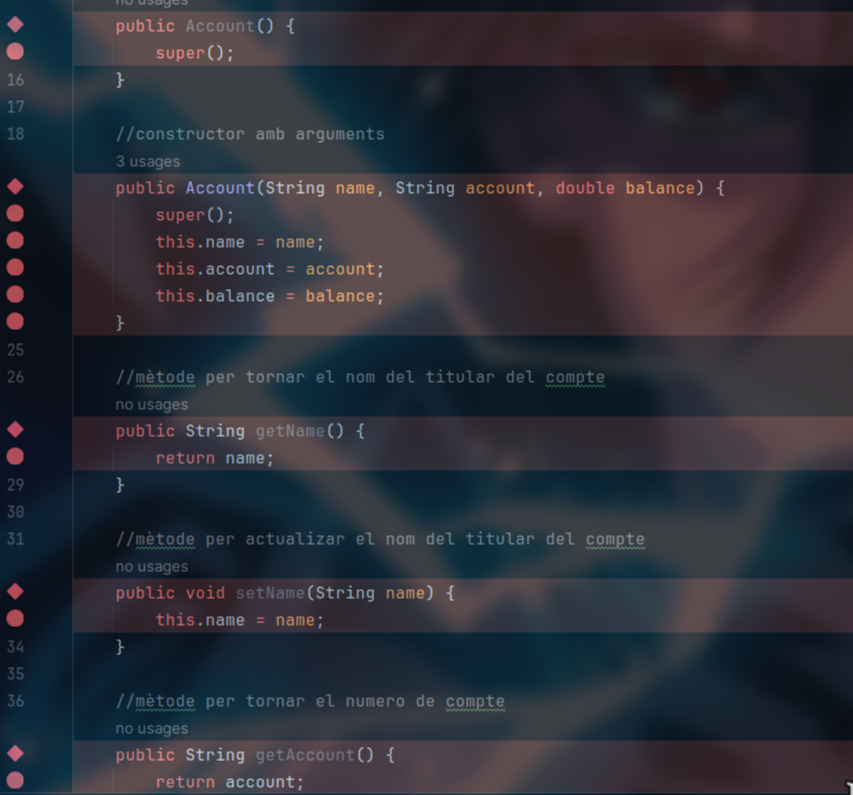 no usages
public Account() {
super();
16 }
17
18 //constructor amb arguments
3 usages
public Account(String name, String account, double balance) {
super();
this.name = name;
this.account = account;
this.balance = balance;
}
25
26 //mètode per tornar el nom del titular del compte
no usages
public String getName() {
return name;
29 }
30
31 //mètode per actualizar el nom del titular del compte
no usages
public void setName(String name) {
this.name = name;
34 }
35
36 //mètode per tornar el numero de compte
no usages
public String getAccount() {
return account;